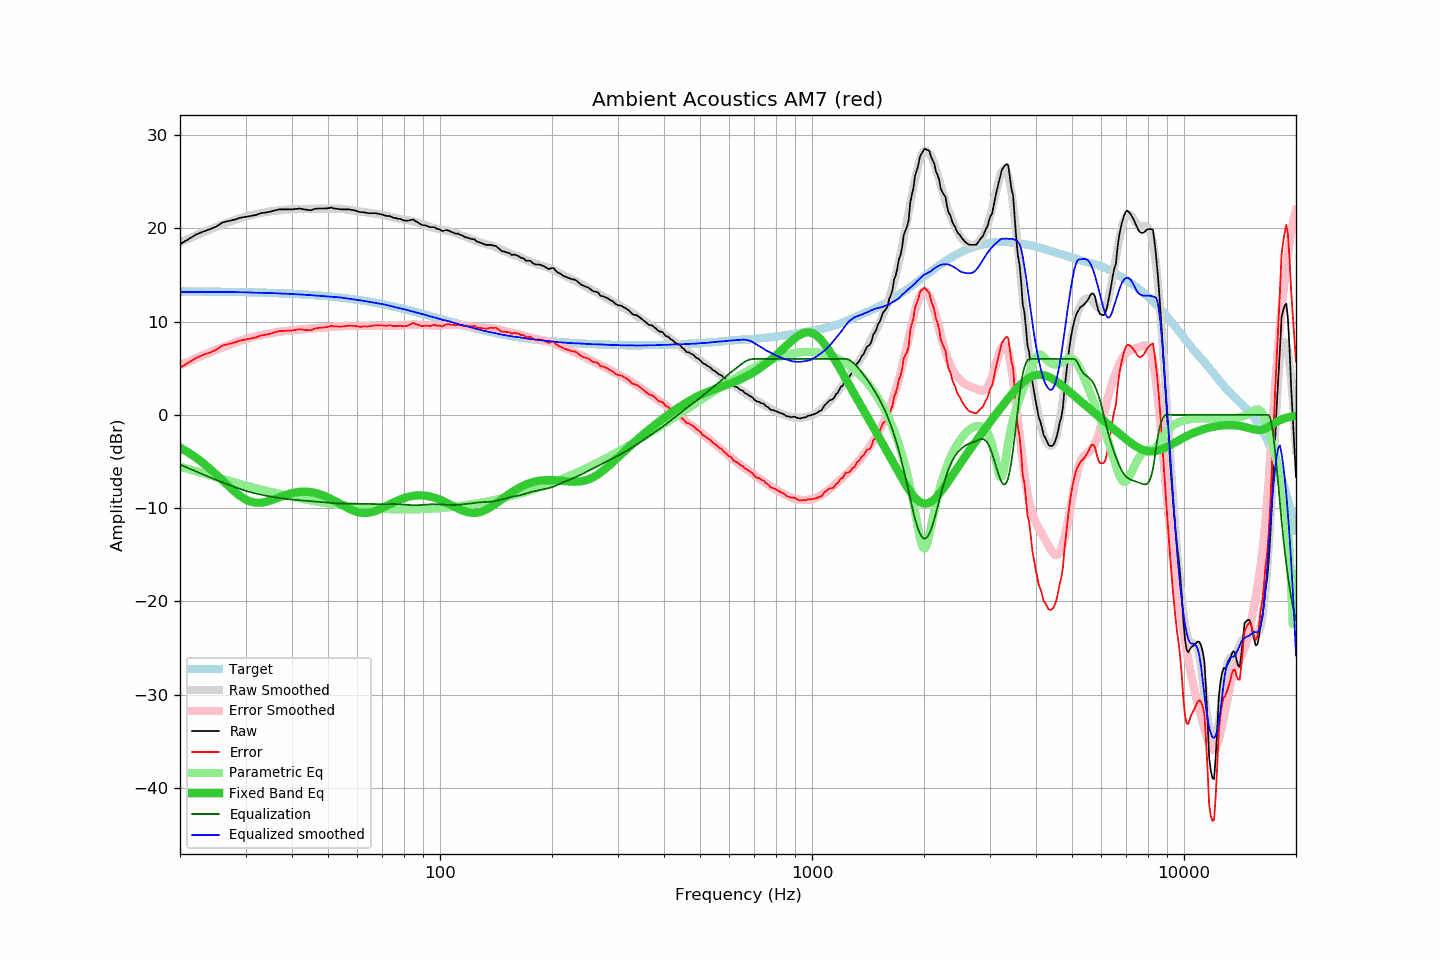 Ambient Acoustics AM7 (red)
30
20
10
0
−10
−20
−30
−40
Amplitude (dBr)
Target
Raw Smoothed
Error Smoothed
Raw
Error
Parametric Eq
Fixed Band Eq
Equalization
Equalized smoothed
100
1000
10000
Frequency (Hz)